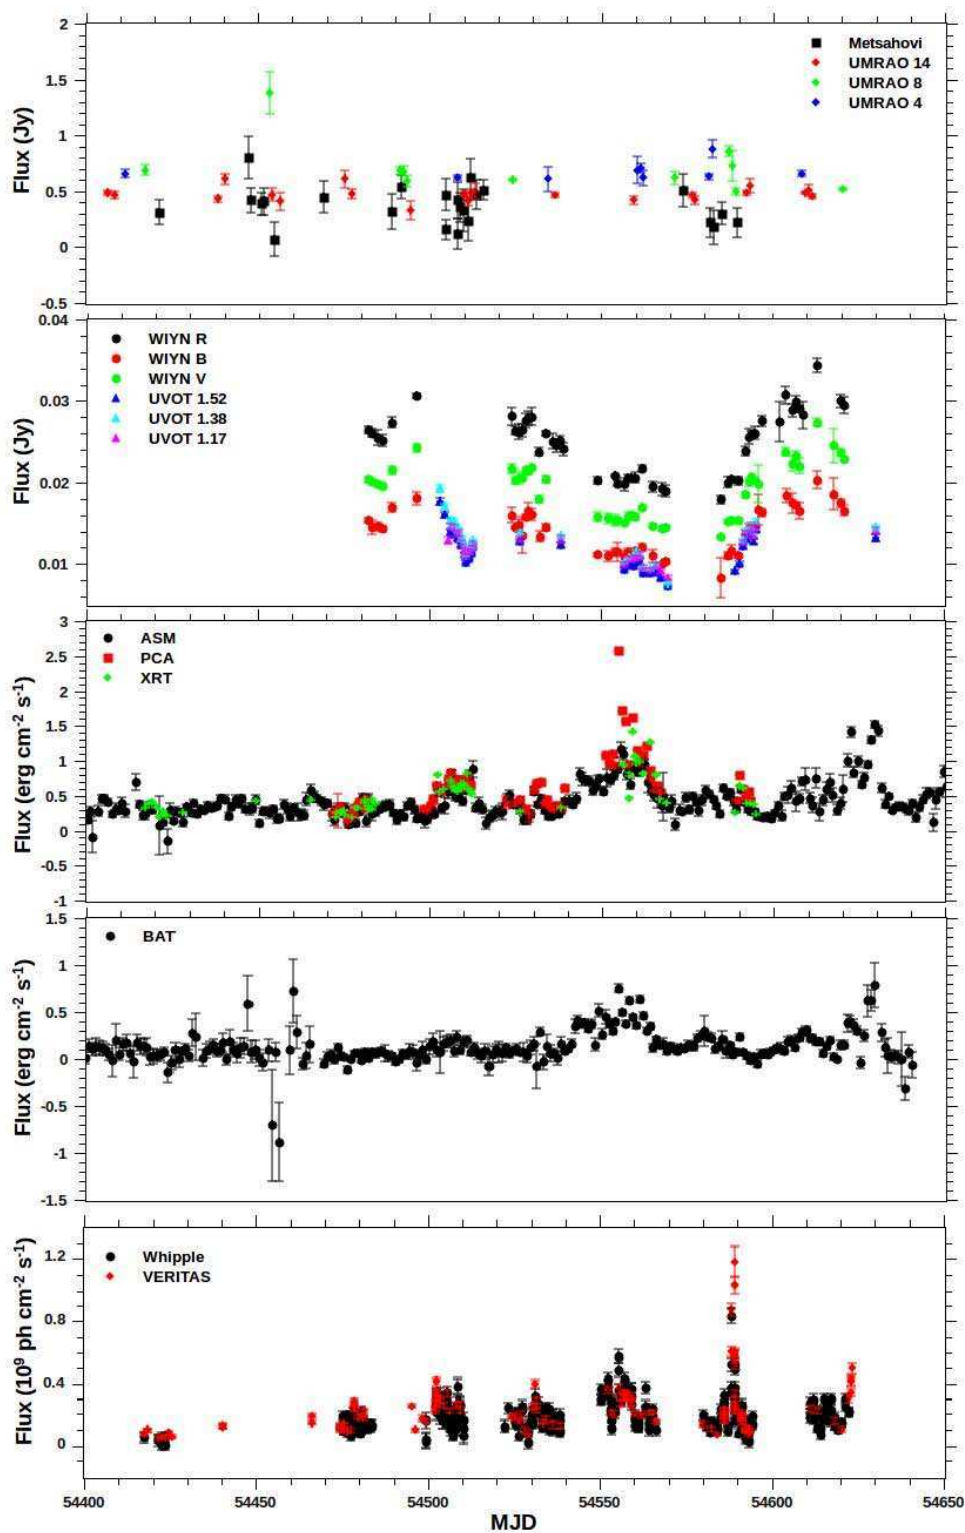 2
1.5
1
0.5
0
-0.5
Flux (Jy)
Metsahovi
UMRAO 14
UMRAO 8
UMRAO 4
0.04
0.03
0.02
0.01
Flux (Jy)
WIYN R
WIYN B
WIYN V
UVOT 1.52
UVOT 1.38
UVOT 1.17
3
2.5
2
1.5
1
0.5
0
-0.5
-1
Flux (erg cm⁻² s⁻¹)
ASM
PCA
XRT
1.5
1
0.5
0
-0.5
-1
-1.5
Flux (erg cm⁻² s⁻¹)
BAT
1.2
0.8
0.4
0
Flux (10⁹ ph cm⁻² s⁻¹)
Whipple
VERITAS
54400 54450 54500 54550 54600 54650
MJD